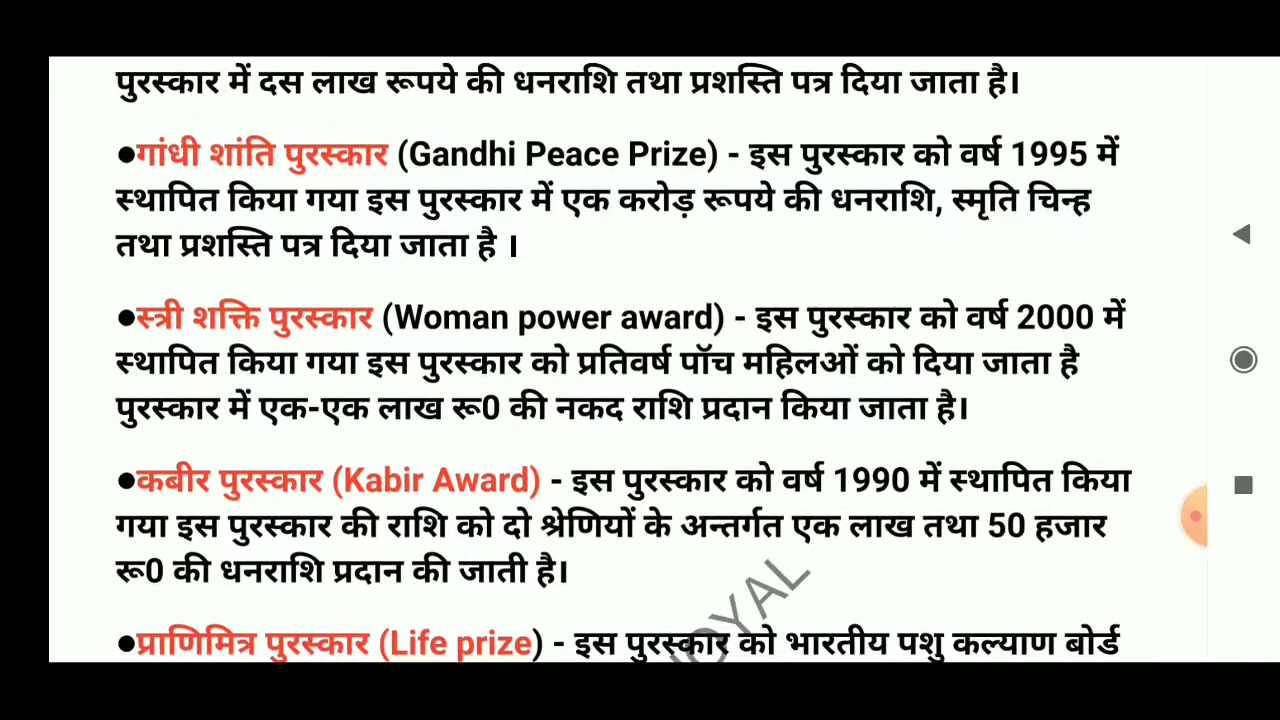 पुरस्कार में दस लाख रूपये की धनराशि तथा प्रशस्ति पत्र दिया जाता है।
●गांधी शांति पुरस्कार (Gandhi Peace Prize) - इस पुरस्कार को वर्ष 1995 में
स्थापित किया गया इस पुरस्कार में एक करोड़ रूपये की धनराशि, स्मृति चिन्ह
तथा प्रशस्ति पत्र दिया जाता है ।
●स्त्री शक्ति पुरस्कार (Woman power award) - इस पुरस्कार को वर्ष 2000 में
स्थापित किया गया इस पुरस्कार को प्रतिवर्ष पॉच महिलओं को दिया जाता है
पुरस्कार में एक-एक लाख रू0 की नकद राशि प्रदान किया जाता है।
●कबीर पुरस्कार (Kabir Award) - इस पुरस्कार को वर्ष 1990 में स्थापित किया
गया इस पुरस्कार की राशि को दो श्रेणियों के अन्तर्गत एक लाख तथा 50 हजार
रू0 की धनराशि प्रदान की जाती है।
●प्राणिमित्र पुरस्कार (Life prize) - इस पुरस्कार को भारतीय पशु कल्याण बोर्ड